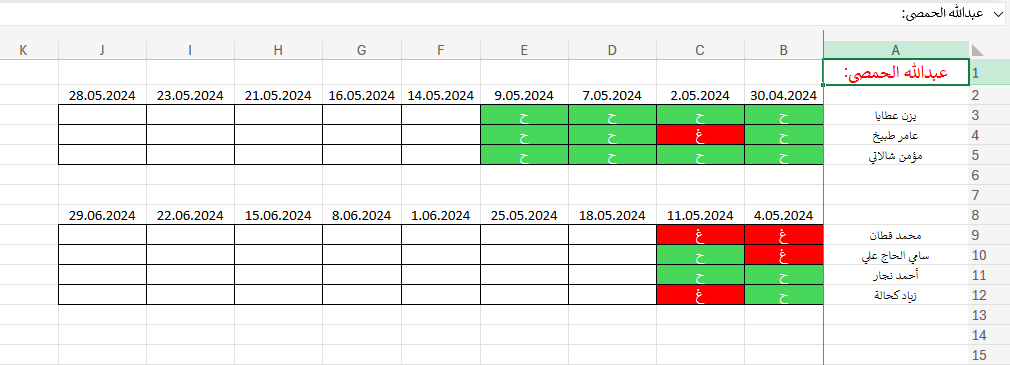 عبدالله الحمصي:
A B C D E F G H I J K
1 عبدالله الحمصي:
2 30.04.2024 2.05.2024 7.05.2024 9.05.2024 14.05.2024 16.05.2024 21.05.2024 23.05.2024 28.05.2024
3 يزن عطايا ح ح ح ح
4 عامر طبيخ ح غ ح ح
5 مؤمن شالاتي ح ح ح ح
6
7
8 4.05.2024 11.05.2024 18.05.2024 25.05.2024 1.06.2024 8.06.2024 15.06.2024 22.06.2024 29.06.2024
9 محمد قطان غ غ
10 سامي الحاج علي غ ح
11 أحمد نجار ح ح
12 زياد كحالة ح غ
13
14
15